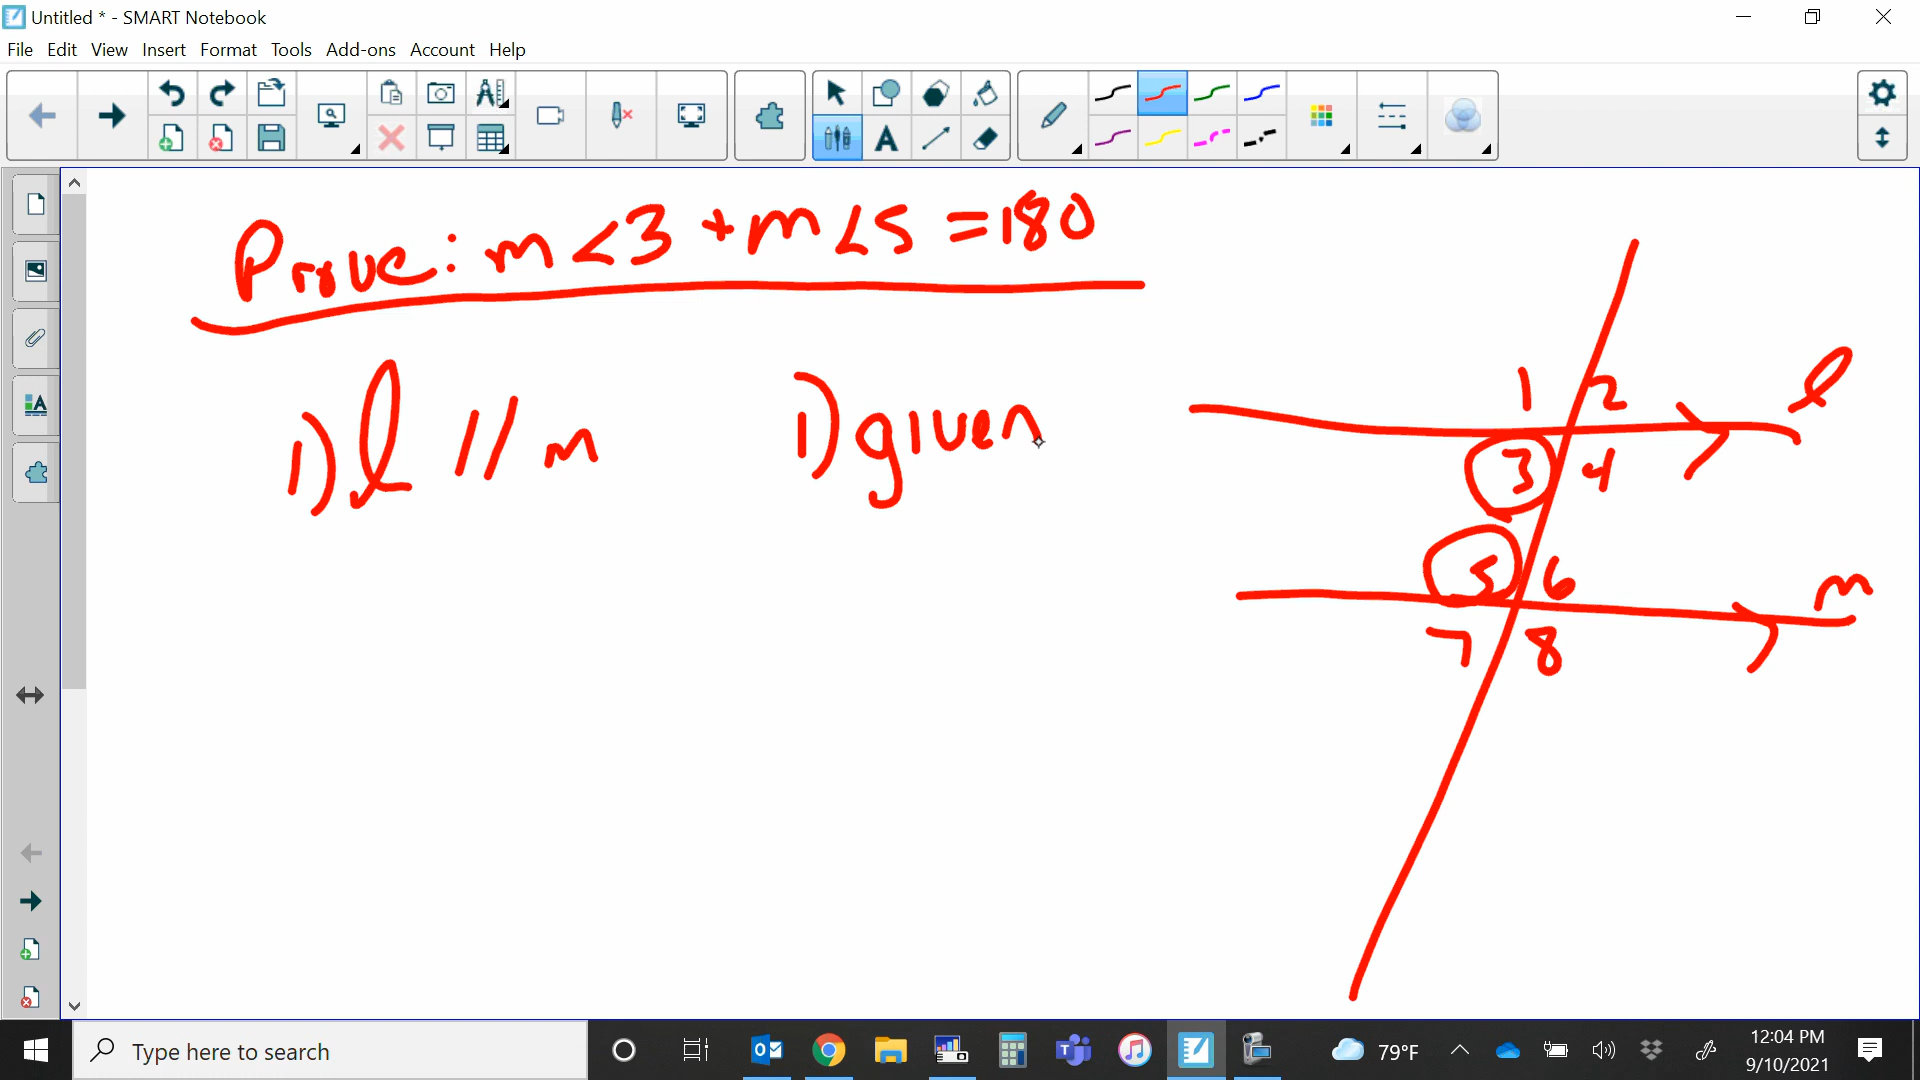 Untitled * - SMART Notebook
File Edit View Insert Format Tools Add-ons Account Help
Prove: m<3 + m<5 = 180
1) l // m 1) given
1 2 l
3 4
5 6 m
7 8
Type here to search
79°F
12:04 PM
9/10/2021